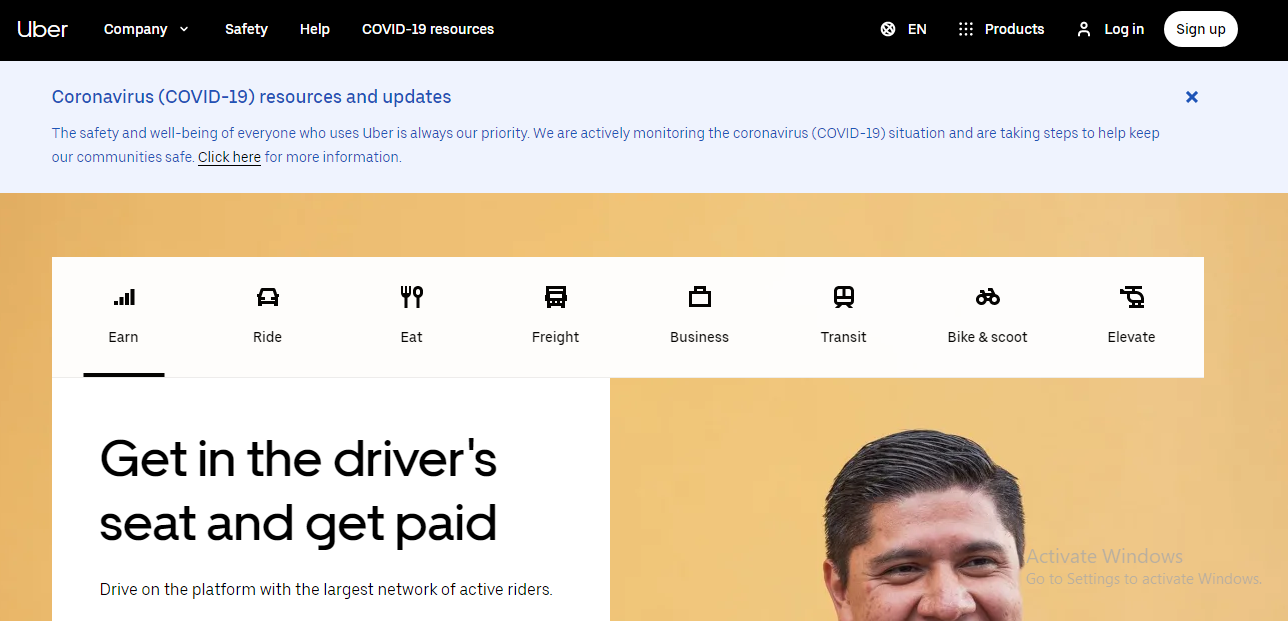 Uber Company Safety Help COVID-19 resources EN Products Log in Sign up
Coronavirus (COVID-19) resources and updates
The safety and well-being of everyone who uses Uber is always our priority. We are actively monitoring the coronavirus (COVID-19) situation and are taking steps to help keep
our communities safe. Click here for more information.
Earn Ride Eat Freight Business Transit Bike & scoot Elevate
Get in the driver's
seat and get paid
Drive on the platform with the largest network of active riders.
Activate Windows
Go to Settings to activate Windows.